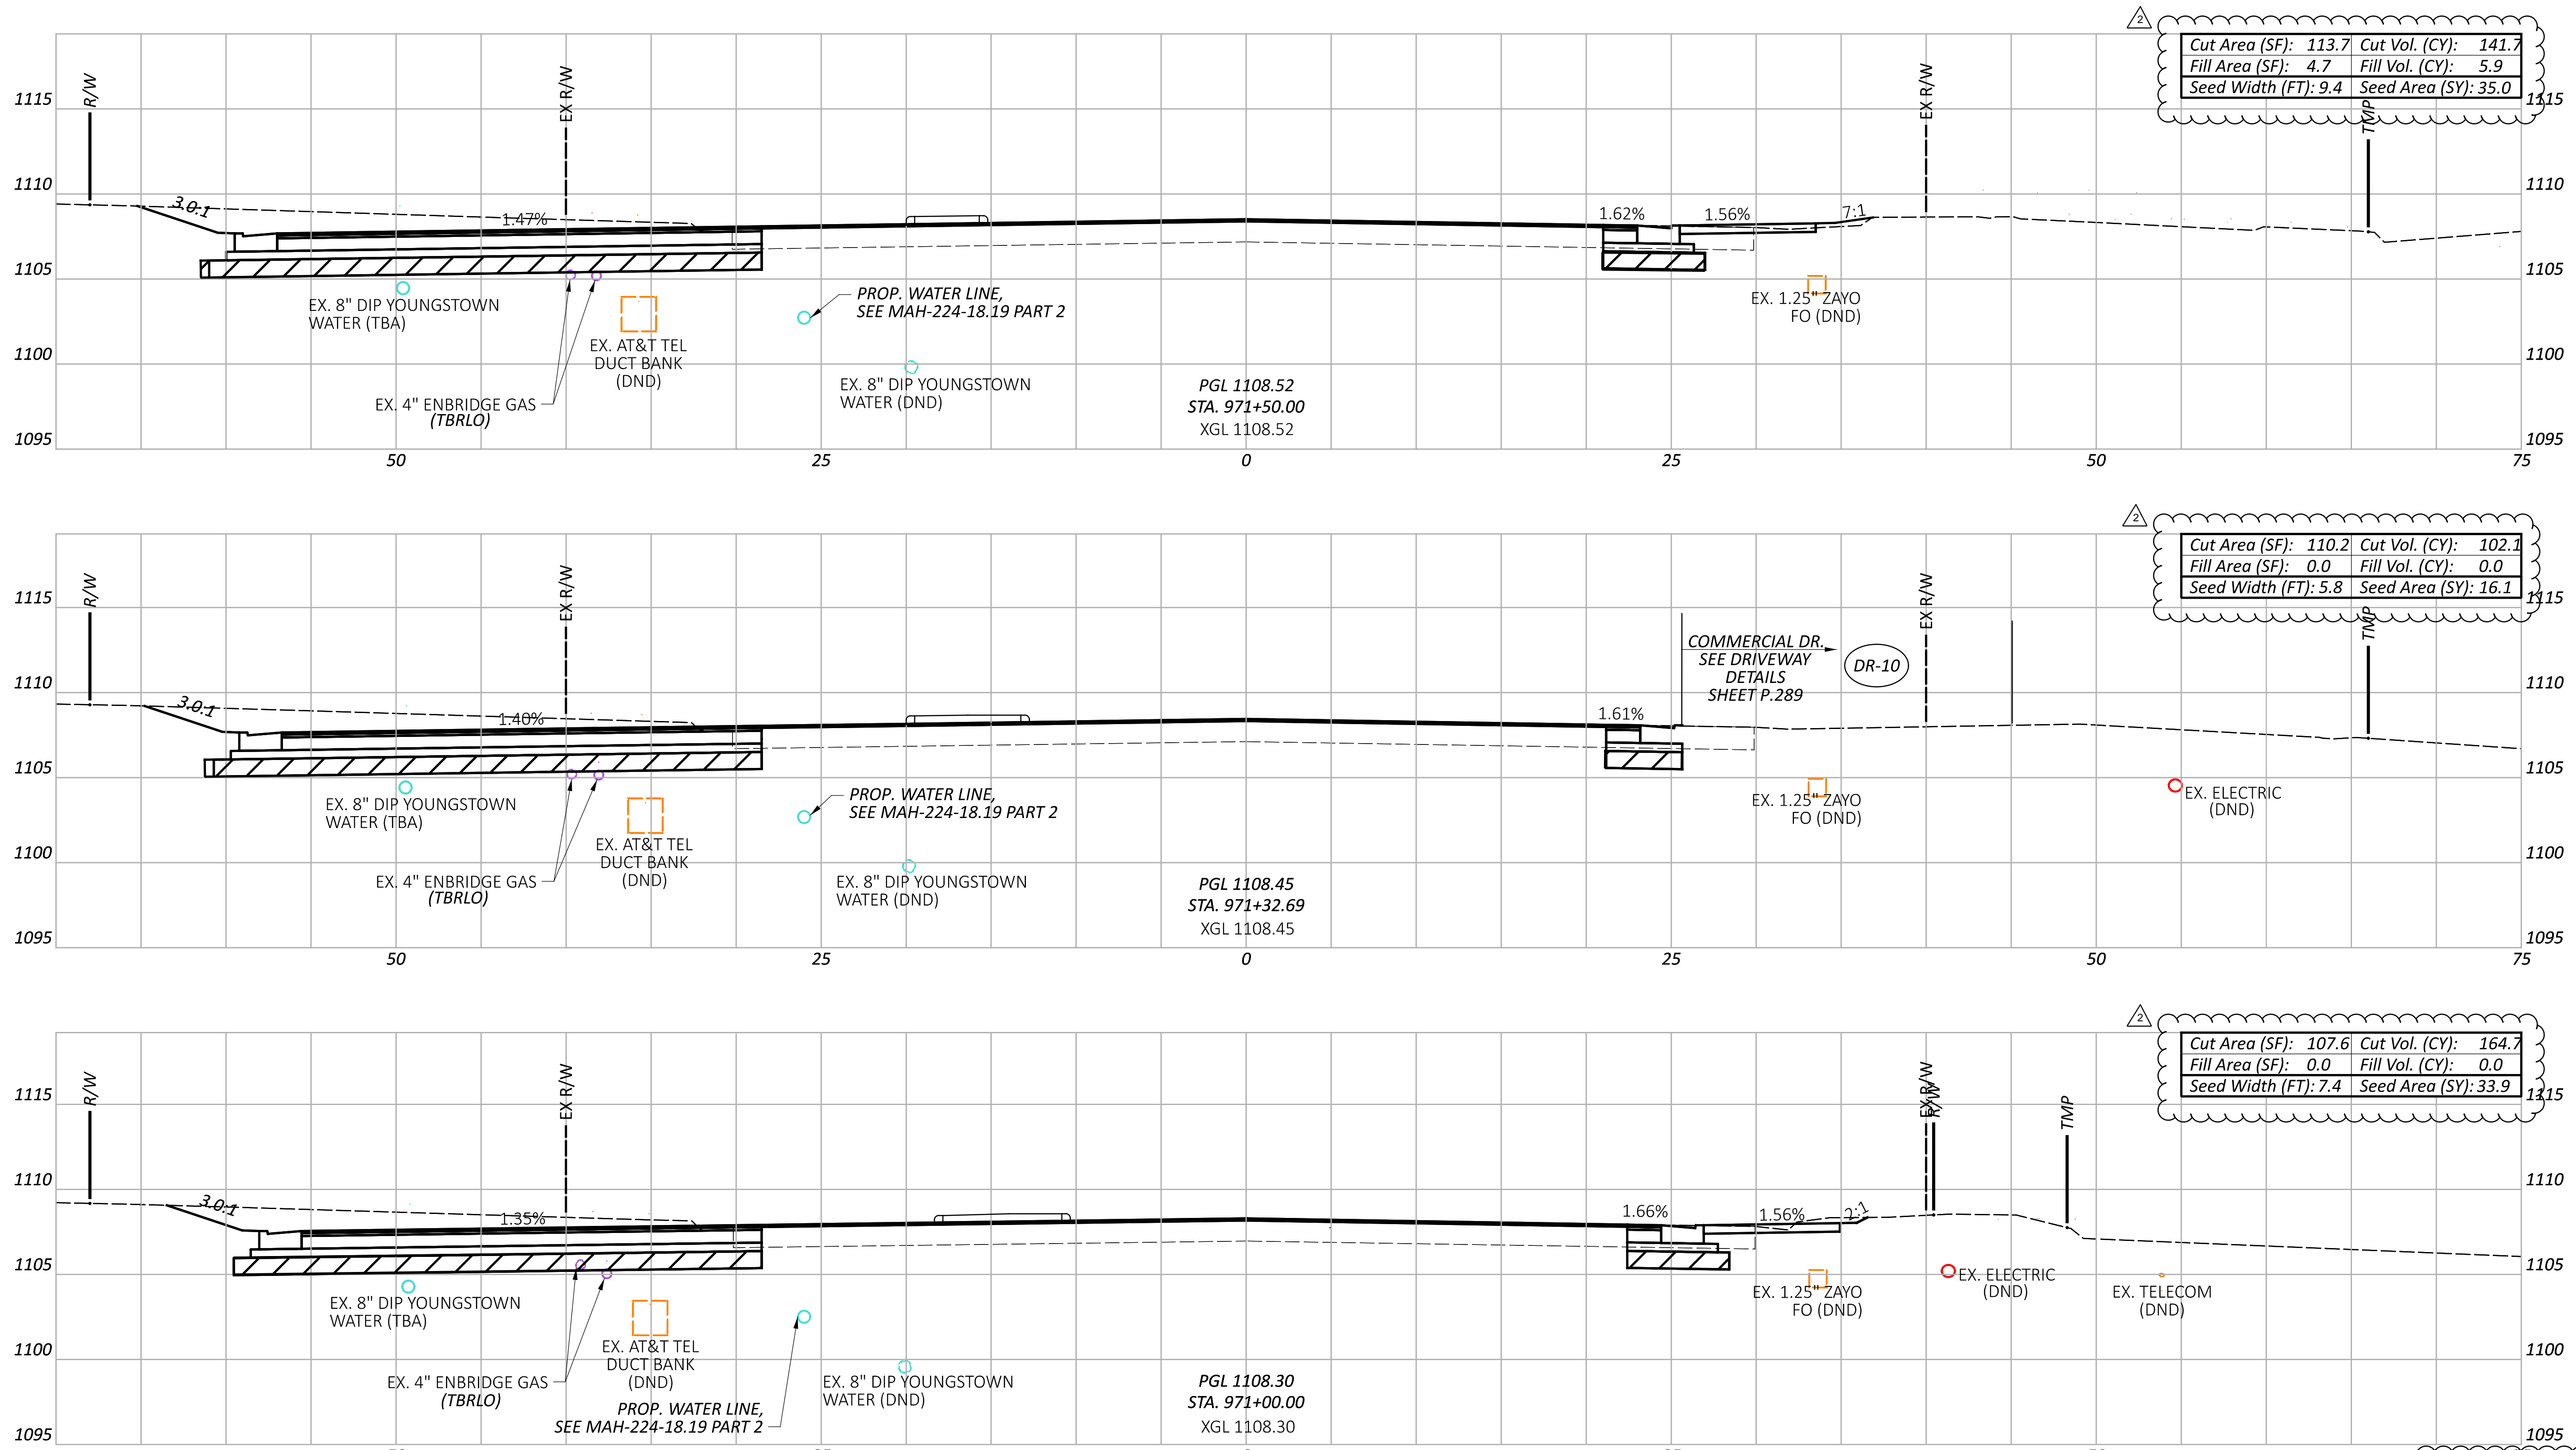 2
Cut Area (SF): 113.7 Cut Vol. (CY): 141.7
Fill Area (SF): 4.7 Fill Vol. (CY): 5.9
Seed Width (FT): 9.4 Seed Area (SY): 35.0
R/W
EX R/W
EX R/W
TMP
1115
1115
1110
1110
3.0:1
1.47%
1.62%
1.56%
7:1
1105
1105
EX. 8" DIP YOUNGSTOWN
WATER (TBA)
PROP. WATER LINE,
SEE MAH-224-18.19 PART 2
EX. 1.25" ZAYO
FO (DND)
EX. AT&T TEL
DUCT BANK
(DND)
1100
1100
EX. 8" DIP YOUNGSTOWN
WATER (DND)
EX. 4" ENBRIDGE GAS
(TBRLO)
PGL 1108.52
STA. 971+50.00
XGL 1108.52
1095
1095
50
25
0
25
50
75
2
Cut Area (SF): 110.2 Cut Vol. (CY): 102.1
Fill Area (SF): 0.0 Fill Vol. (CY): 0.0
Seed Width (FT): 5.8 Seed Area (SY): 16.1
R/W
EX R/W
EX R/W
TMP
1115
1115
COMMERCIAL DR.
SEE DRIVEWAY
DETAILS
SHEET P.289
DR-10
1110
1110
3.0:1
1.40%
1.61%
1105
1105
EX. 8" DIP YOUNGSTOWN
WATER (TBA)
PROP. WATER LINE,
SEE MAH-224-18.19 PART 2
EX. 1.25" ZAYO
FO (DND)
EX. ELECTRIC
(DND)
EX. AT&T TEL
DUCT BANK
(DND)
1100
1100
EX. 4" ENBRIDGE GAS
(TBRLO)
EX. 8" DIP YOUNGSTOWN
WATER (DND)
PGL 1108.45
STA. 971+32.69
XGL 1108.45
1095
1095
50
25
0
25
50
75
2
Cut Area (SF): 107.6 Cut Vol. (CY): 164.7
Fill Area (SF): 0.0 Fill Vol. (CY): 0.0
Seed Width (FT): 7.4 Seed Area (SY): 33.9
R/W
EX R/W
EX R/W
R/W
TMP
1115
1115
1110
1110
3.0:1
1.35%
1.66%
1.56%
2:1
1105
1105
EX. 8" DIP YOUNGSTOWN
WATER (TBA)
EX. 1.25" ZAYO
FO (DND)
EX. ELECTRIC
(DND)
EX. TELECOM
(DND)
EX. AT&T TEL
DUCT BANK
(DND)
1100
1100
EX. 4" ENBRIDGE GAS
(TBRLO)
EX. 8" DIP YOUNGSTOWN
WATER (DND)
PROP. WATER LINE,
SEE MAH-224-18.19 PART 2
PGL 1108.30
STA. 971+00.00
XGL 1108.30
1095
1095